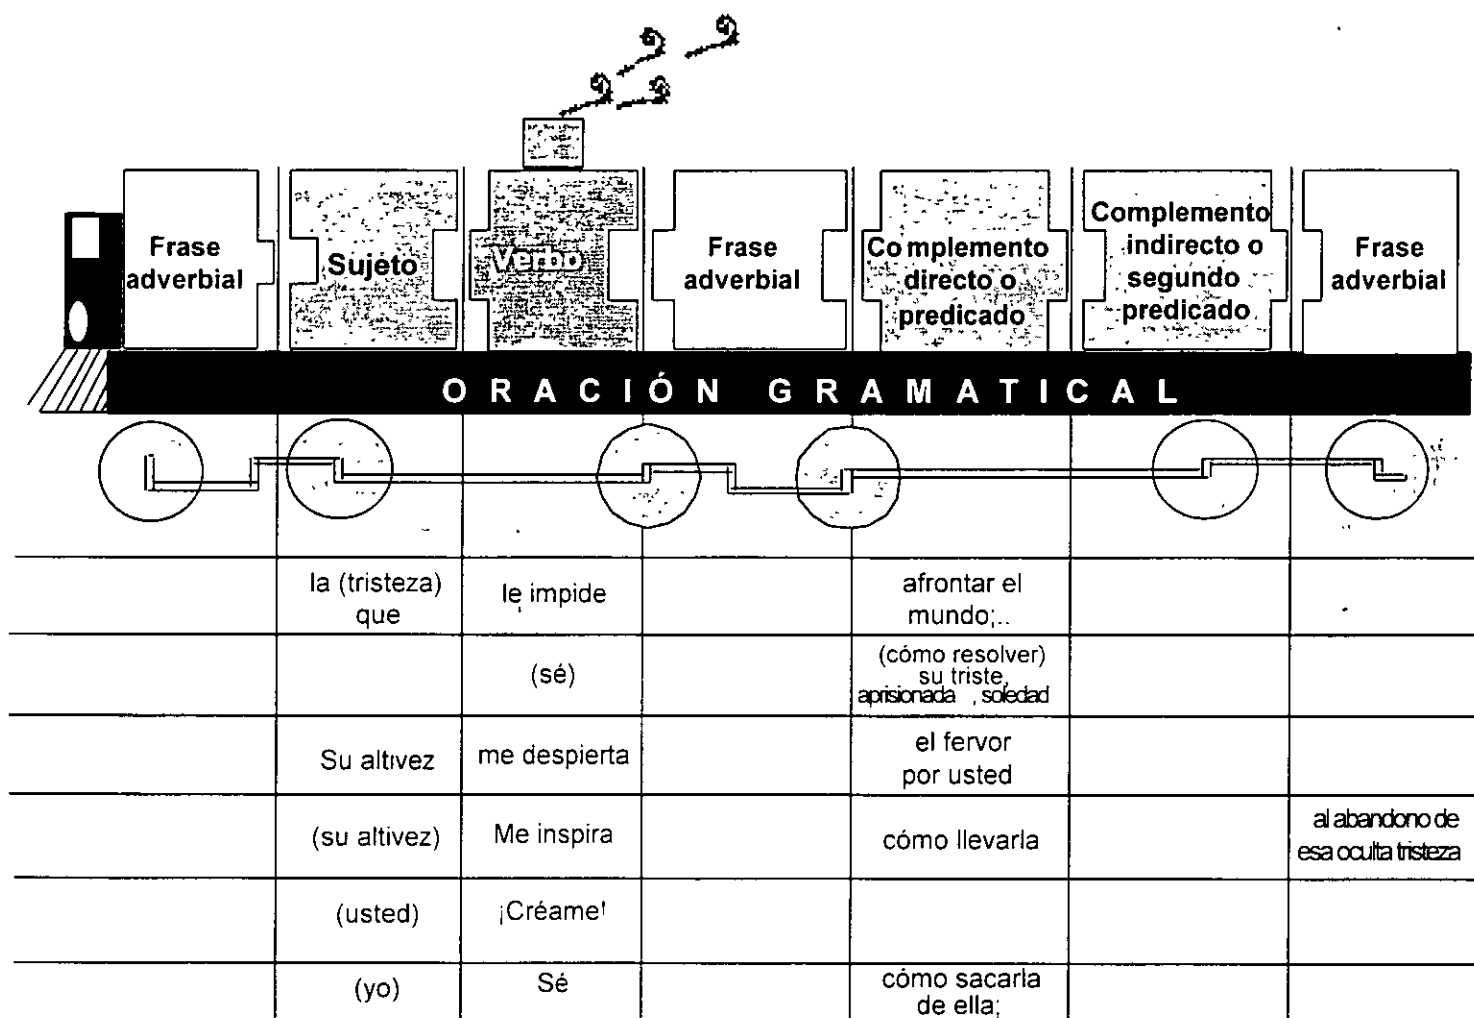 Frase
adverbial
Sujeto
Verbo
Frase
adverbial
Complemento
directo o
predicado
Complemento
indirecto o
segundo
predicado
Frase
adverbial
ORACIÓN GRAMATICAL
la (tristeza)
que
le impide
afrontar el
mundo;..
(sé)
(cómo resolver)
su triste,
aprisionada , soledad
Su altivez
me despierta
el fervor
por usted
(su altivez)
Me inspira
cómo llevarla
al abandono de
esa oculta tristeza
(usted)
¡Créame!
(yo)
Sé
cómo sacarla
de ella;